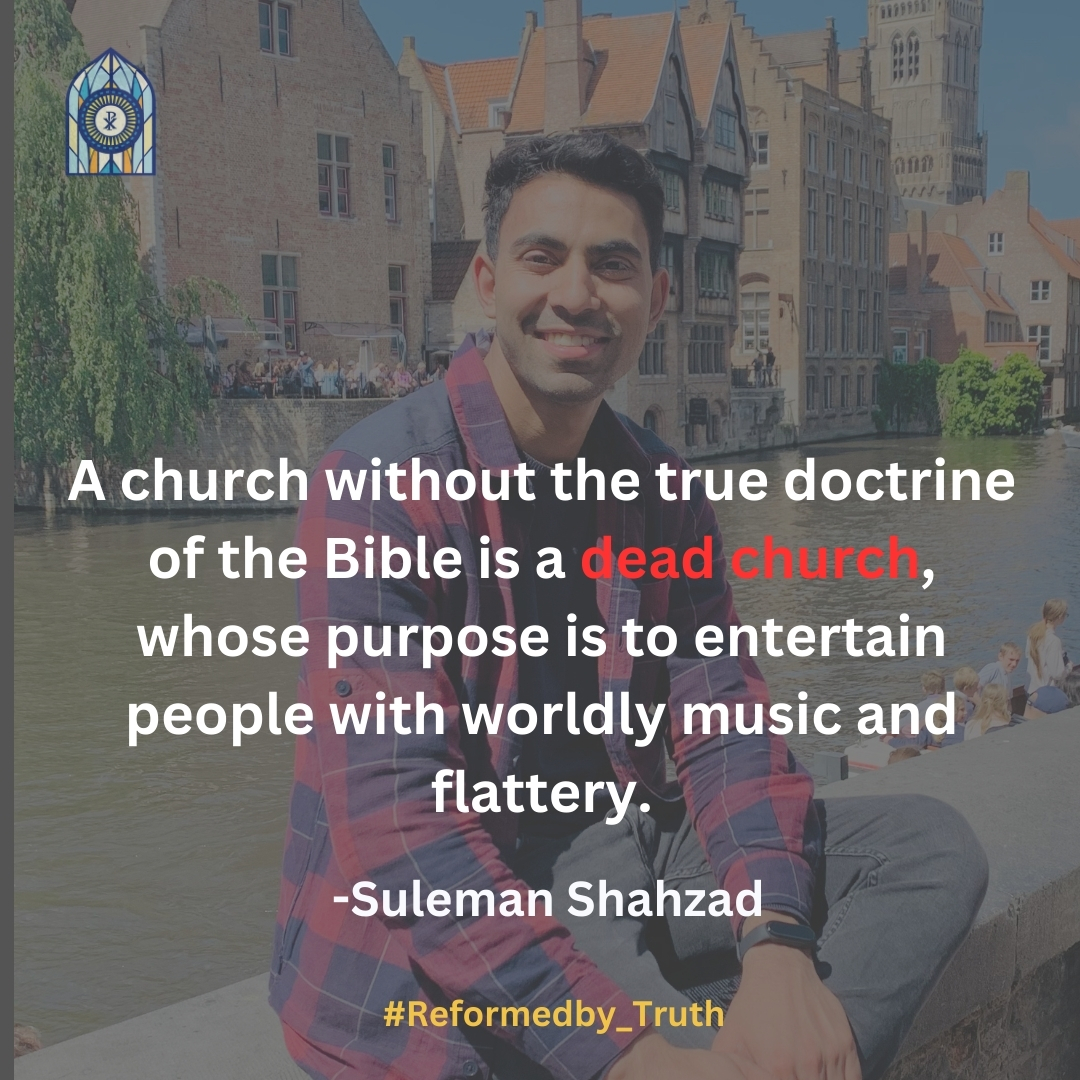 A church without the true doctrine
of the Bible is a dead church,
whose purpose is to entertain
people with worldly music and
flattery.
-Suleman Shahzad
#Reformedby_Truth